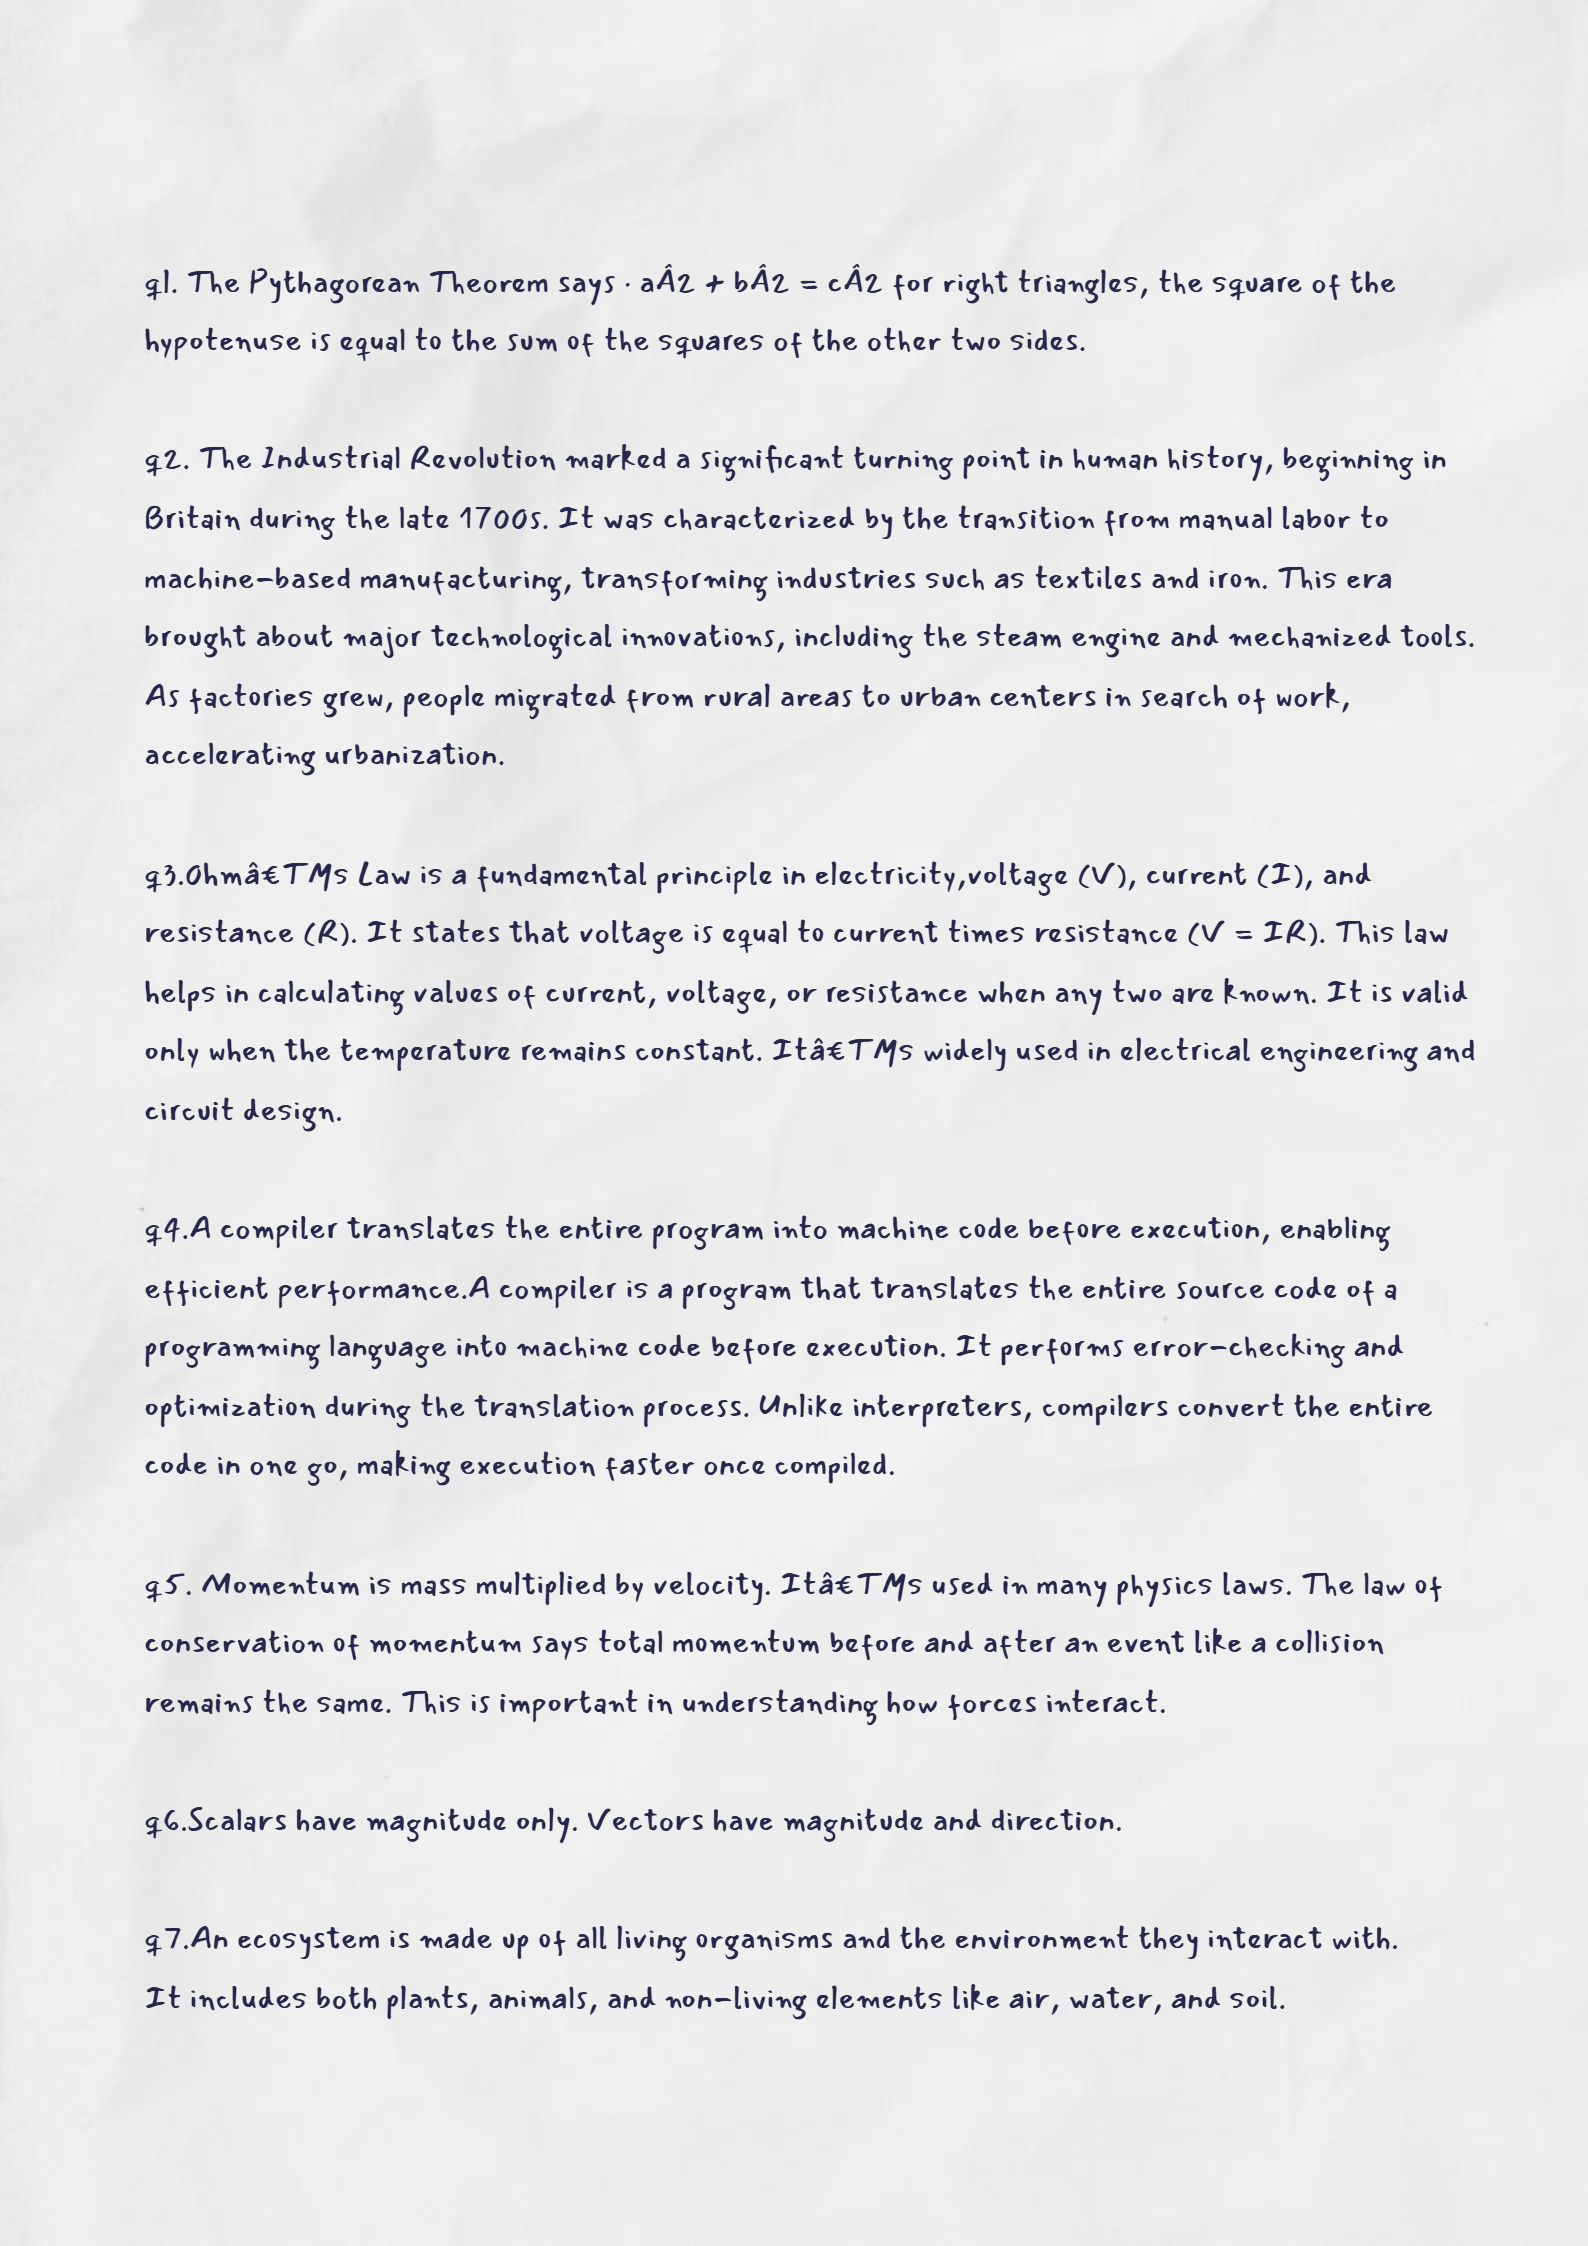 q1. The Pythagorean Theorem says · aÂ2 + bÂ2 = cÂ2 for right triangles, the square of the
hypotenuse is equal to the sum of the squares of the other two sides.
q2. The Industrial Revolution marked a significant turning point in human history, beginning in
Britain during the late 1700s. It was characterized by the transition from manual labor to
machine-based manufacturing, transforming industries such as textiles and iron. This era
brought about major technological innovations, including the steam engine and mechanized tools.
As factories grew, people migrated from rural areas to urban centers in search of work,
accelerating urbanization.
q3.Ohmâ€TMs Law is a fundamental principle in electricity,voltage (V), current (I), and
resistance (R). It states that voltage is equal to current times resistance (V = IR). This law
helps in calculating values of current, voltage, or resistance when any two are known. It is valid
only when the temperature remains constant. Itâ€TMs widely used in electrical engineering and
circuit design.
q4.A compiler translates the entire program into machine code before execution, enabling
efficient performance.A compiler is a program that translates the entire source code of a
programming language into machine code before execution. It performs error-checking and
optimization during the translation process. Unlike interpreters, compilers convert the entire
code in one go, making execution faster once compiled.
q5. Momentum is mass multiplied by velocity. Itâ€TMs used in many physics laws. The law of
conservation of momentum says total momentum before and after an event like a collision
remains the same. This is important in understanding how forces interact.
q6.Scalars have magnitude only. Vectors have magnitude and direction.
q7.An ecosystem is made up of all living organisms and the environment they interact with.
It includes both plants, animals, and non-living elements like air, water, and soil.